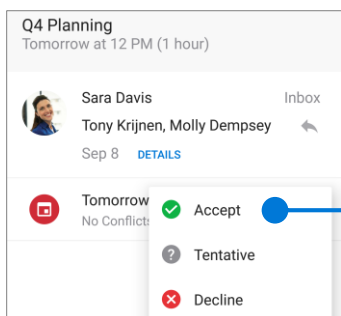 Q4 Planning
Tomorrow at 12 PM (1 hour)
Sara Davis Inbox
Tony Krijnen, Molly Dempsey
Sep 8 DETAILS
Tomorrow
No Conflict
Accept
Tentative
Decline